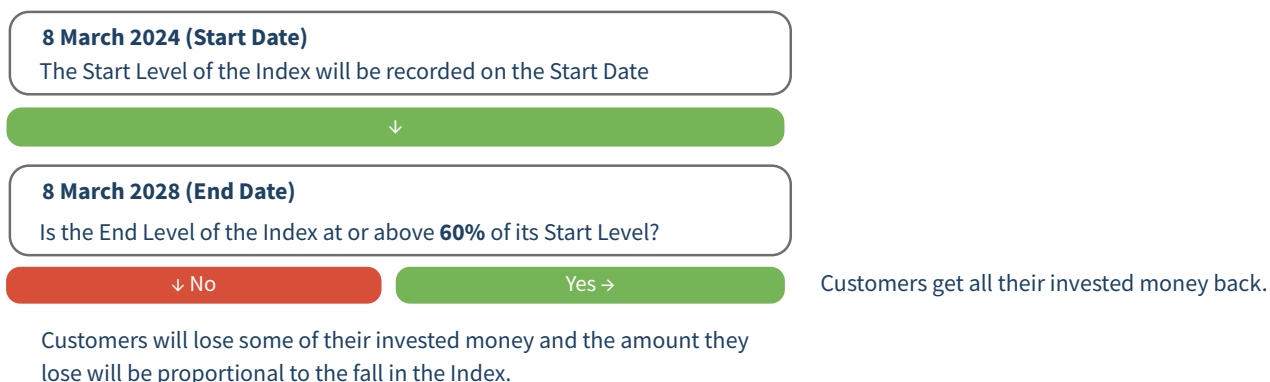 8 March 2024 (Start Date)
The Start Level of the Index will be recorded on the Start Date
↓
8 March 2028 (End Date)
Is the End Level of the Index at or above 60% of its Start Level?
↓ No
Yes →
Customers get all their invested money back.
Customers will lose some of their invested money and the amount they
lose will be proportional to the fall in the Index.